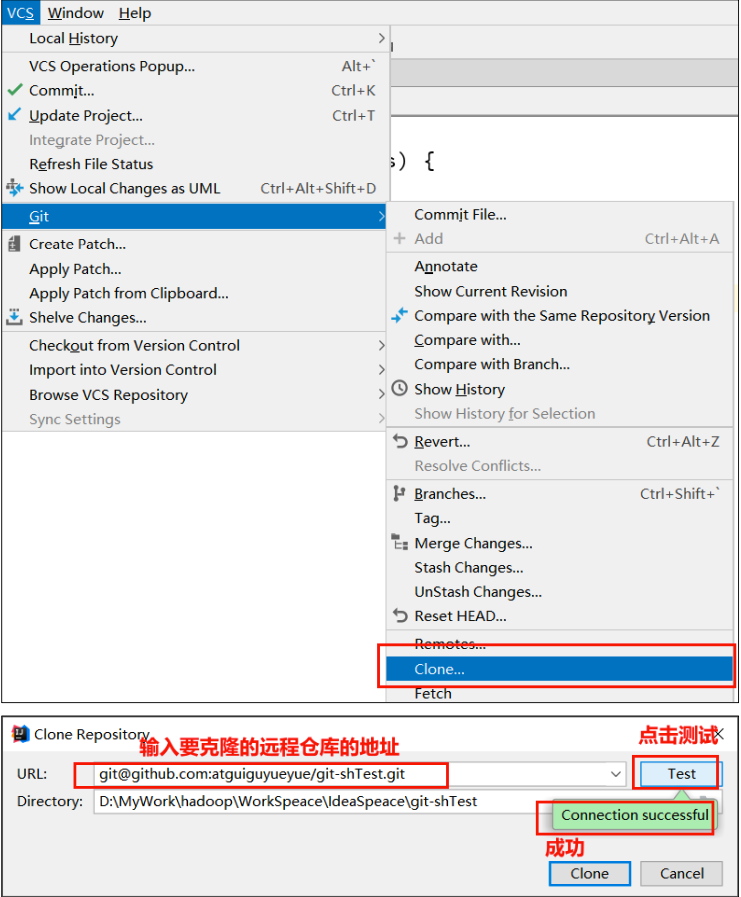 VCS Window Help
Local History
VCS Operations Popup... Alt+`
Commit... Ctrl+K
Update Project... Ctrl+T
Integrate Project...
Refresh File Status
Show Local Changes as UML Ctrl+Alt+Shift+D
Git
Create Patch...
Apply Patch...
Apply Patch from Clipboard...
Shelve Changes...
Checkout from Version Control
Import into Version Control
Browse VCS Repository
Sync Settings
) {
Commit File...
Add Ctrl+Alt+A
Annotate
Show Current Revision
Compare with the Same Repository Version
Compare with...
Compare with Branch...
Show History
Show History for Selection
Revert... Ctrl+Alt+Z
Resolve Conflicts...
Branches... Ctrl+Shift+`
Tag...
Merge Changes...
Stash Changes...
UnStash Changes...
Reset HEAD...
Remotes...
Clone...
Fetch
Clone Repository
输入要克隆的远程仓库的地址
点击测试
URL: git@github.com:atguiguyueyue/git-shTest.git Test
Directory: D:\MyWork\hadoop\WorkSpeace\IdeaSpeace\git-shTest
Connection successful
成功
Clone Cancel